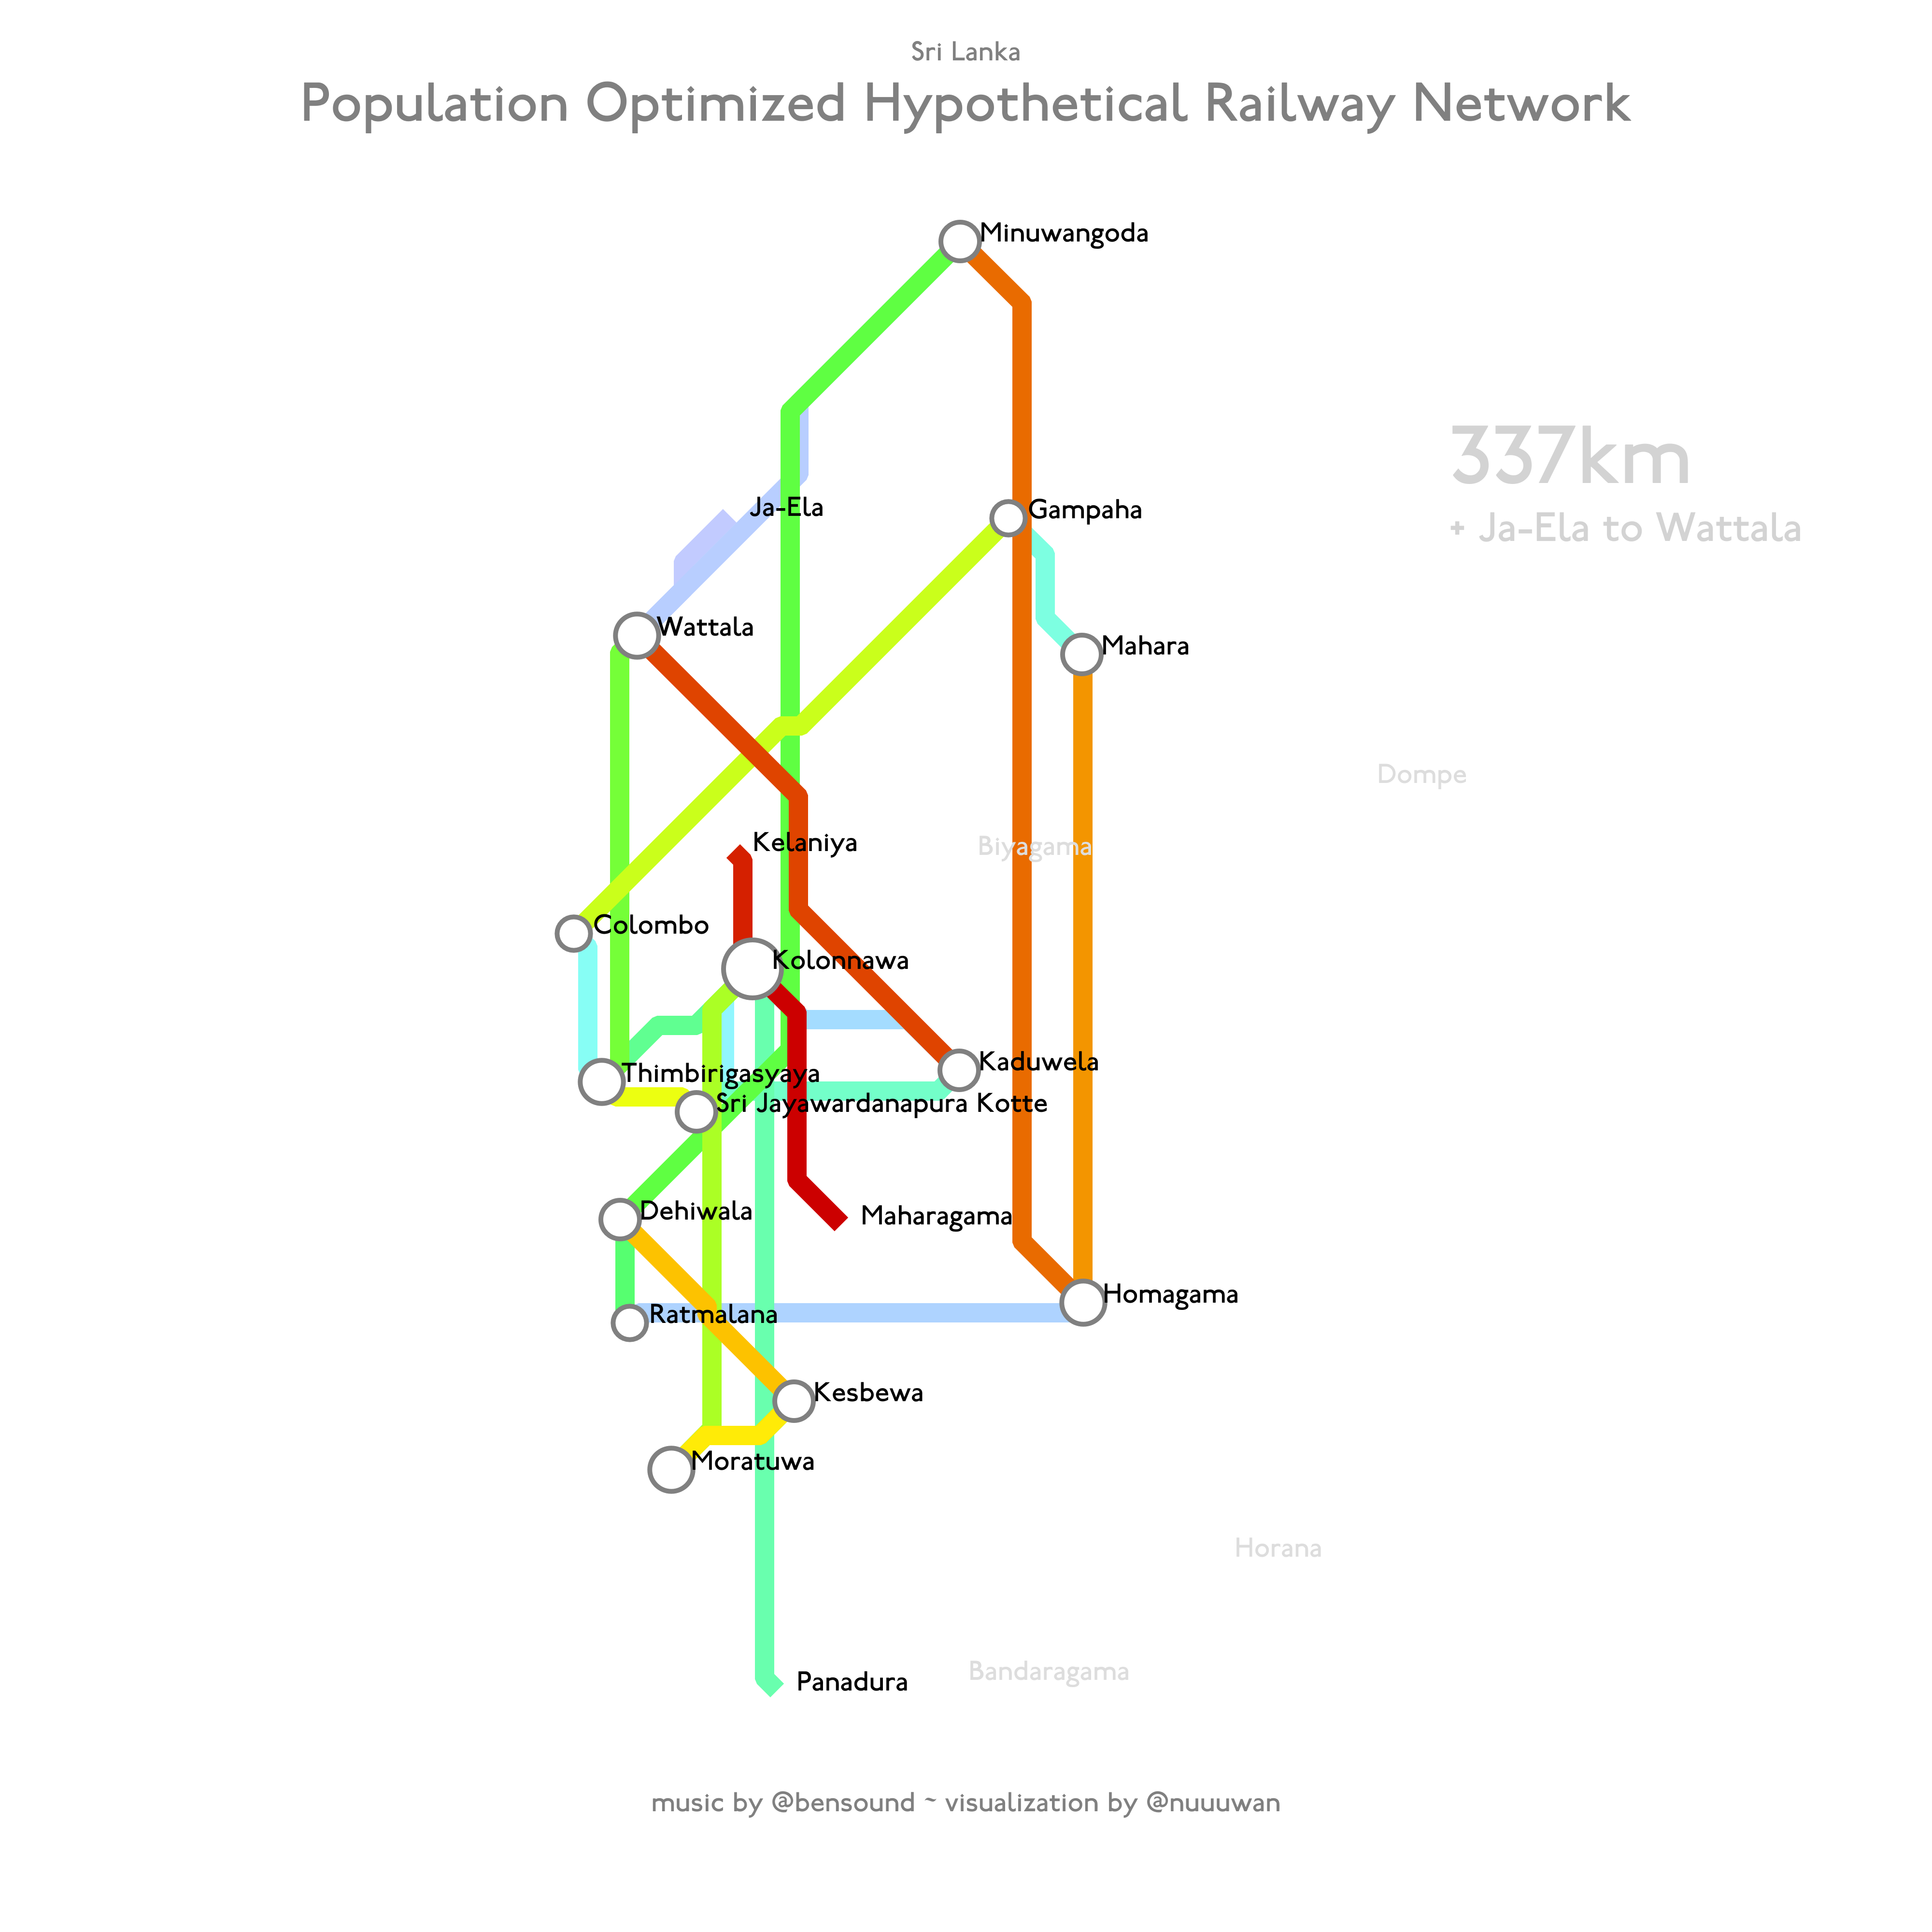 Sri Lanka
Population Optimized Hypothetical Railway Network
Minuwangoda
337km
+ Ja-Ela to Wattala
Ja-Ela
Gampaha
Wattala
Mahara
Dompe
Kelaniya
Biyagama
Colombo
Kolonnawa
Kaduwela
Thimbirigasyaya
Sri Jayawardanapura Kotte
Dehiwala
Maharagama
Homagama
Ratmalana
Kesbewa
Moratuwa
Horana
Bandaragama
Panadura
music by @bensound ~ visualization by @nuuuwan